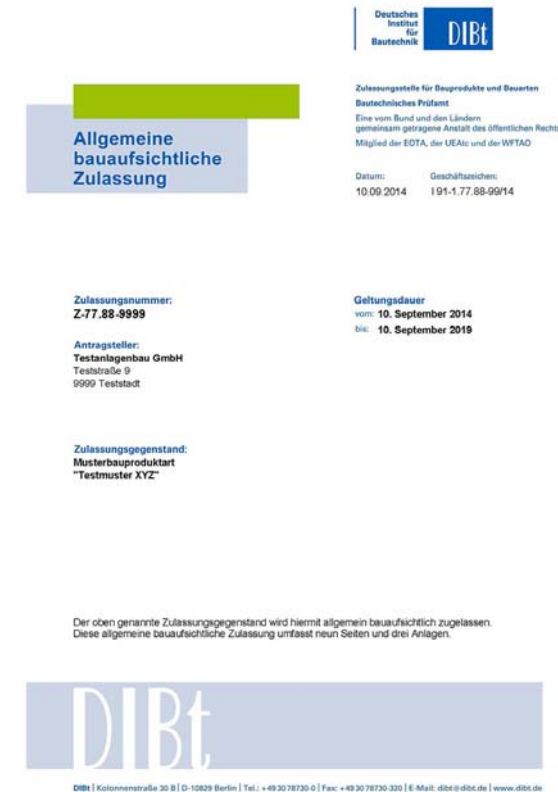 Deutsches
Institut
für
Bautechnik
DIBt
Zulassungsstelle für Bauprodukte und Bauarten
Bautechnisches Prüfamt
Eine vom Bund und den Ländern
gemeinsam getragene Anstalt des öffentlichen Rechts
Mitglied der EOTA, der UEAtc und der WFTAO
Allgemeine
bauaufsichtliche
Zulassung
Datum: Geschäftszeichen:
10.09.2014 I 91-1.77.88-99/14
Zulassungsnummer:
Z-77.88-9999
Geltungsdauer
vom: 10. September 2014
bis: 10. September 2019
Antragsteller:
Testanlagenbau GmbH
Teststraße 9
9999 Teststadt
Zulassungsgegenstand:
Musterbauproduktart
"Testmuster XYZ"
Der oben genannte Zulassungsgegenstand wird hiermit allgemein bauaufsichtlich zugelassen.
Diese allgemeine bauaufsichtliche Zulassung umfasst neun Seiten und drei Anlagen.
DIBt
DIBt | Kolonnenstraße 30 B | D-10829 Berlin | Tel.: +49 30 78730-0 | Fax: +49 30 78730-320 | E-Mail: dibt@dibt.de | www.dibt.de